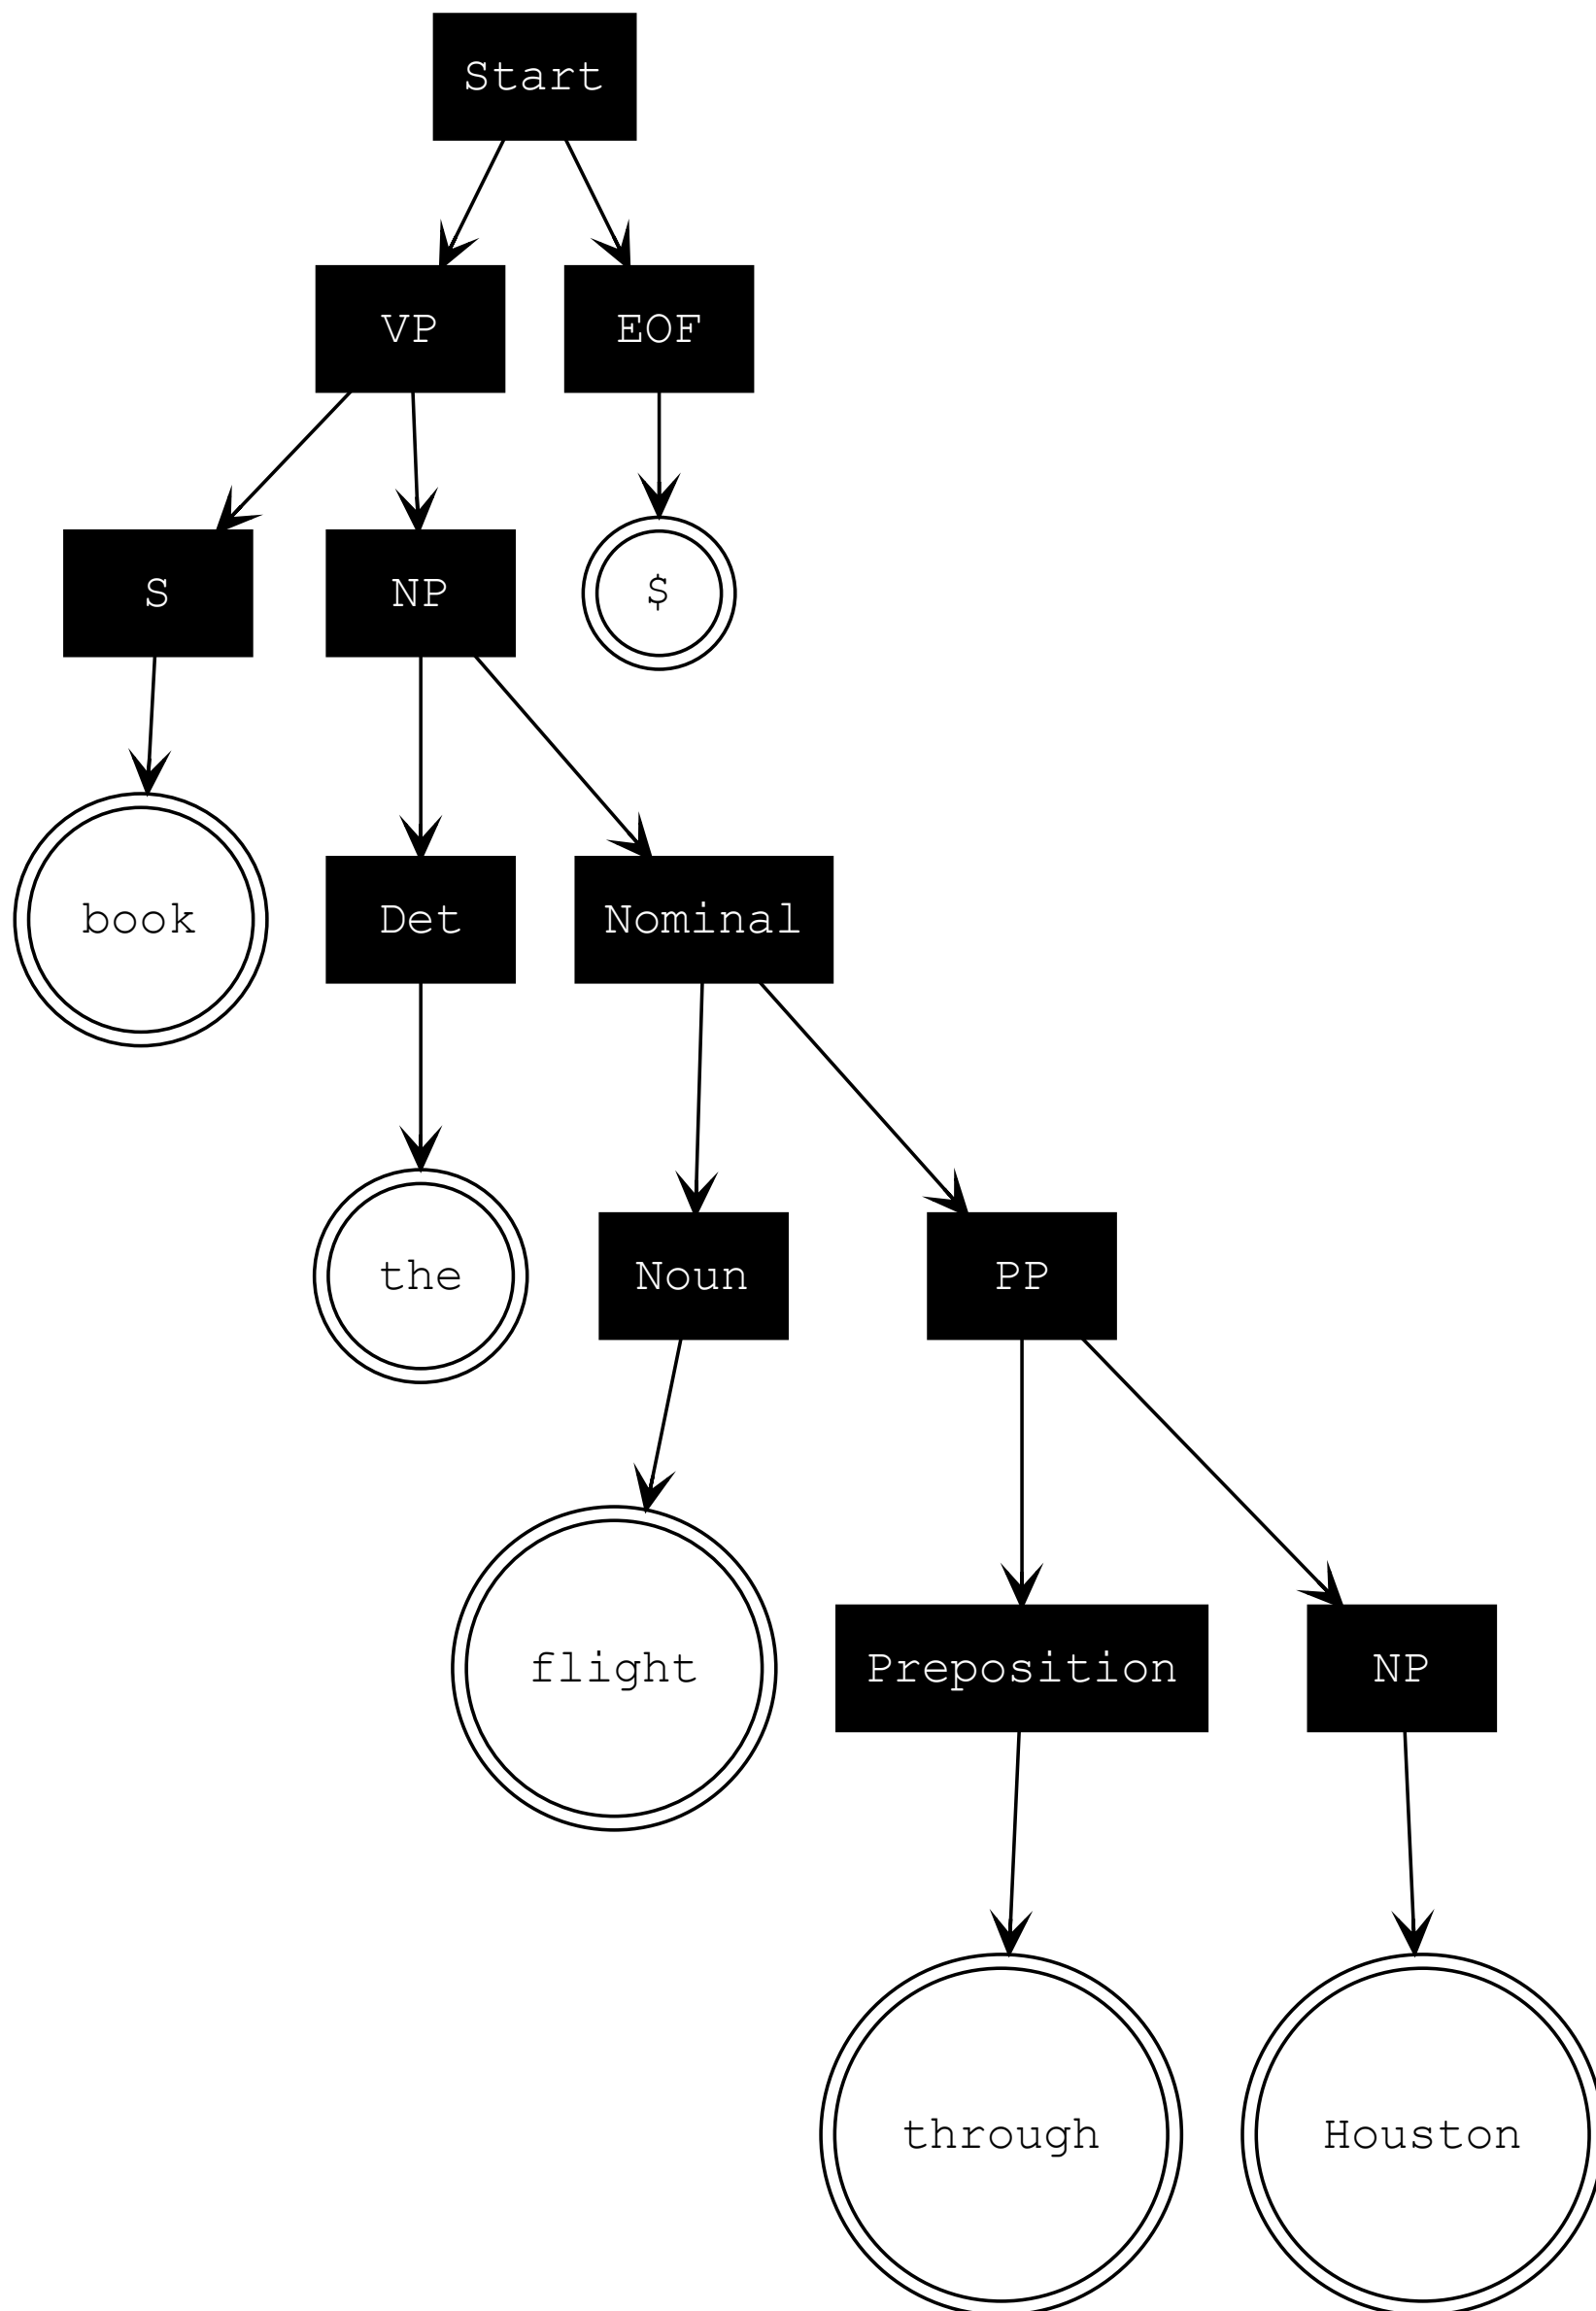 Start
VP
EOF
S
NP
$
book
Det
Nominal
the
Noun
PP
flight
Preposition
NP
through
Houston